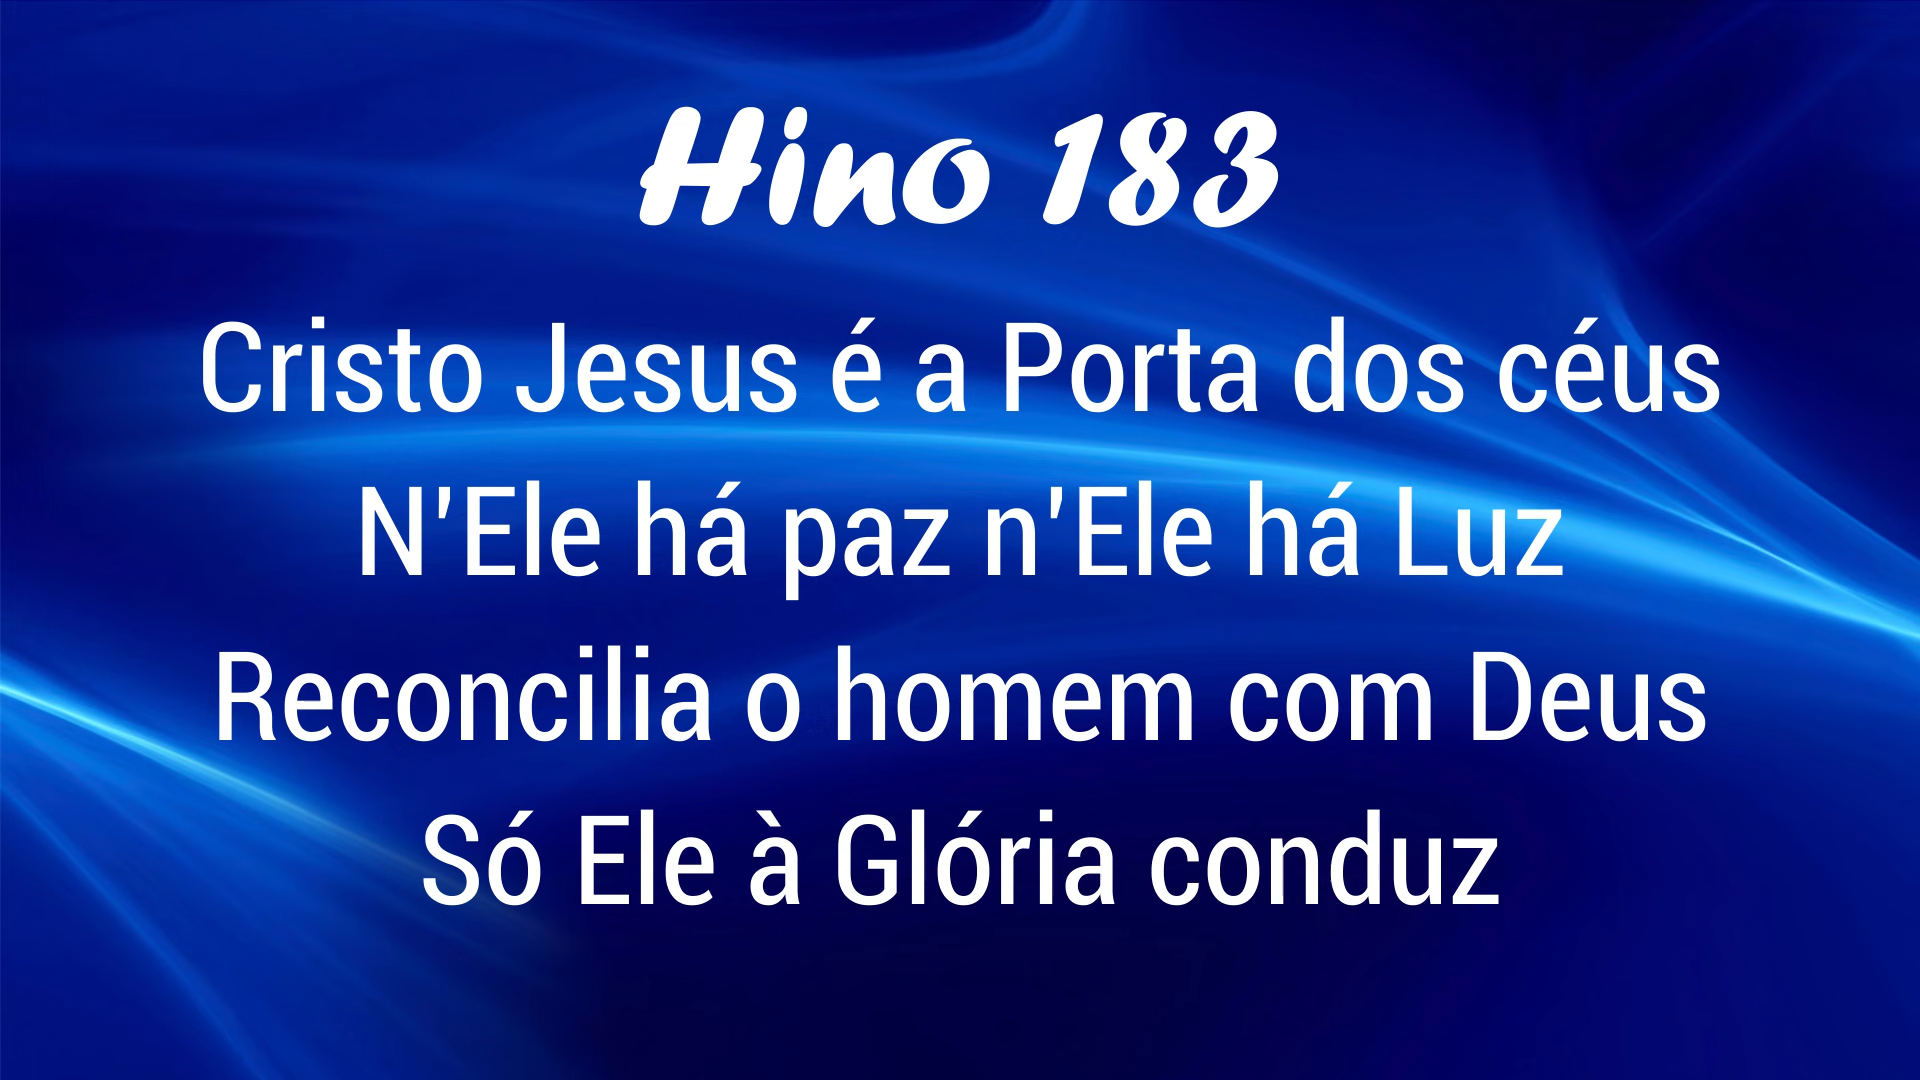 Hino 183
Cristo Jesus é a Porta dos céus
N'Ele há paz n'Ele há Luz
Reconcilia o homem com Deus
Só Ele à Glória conduz